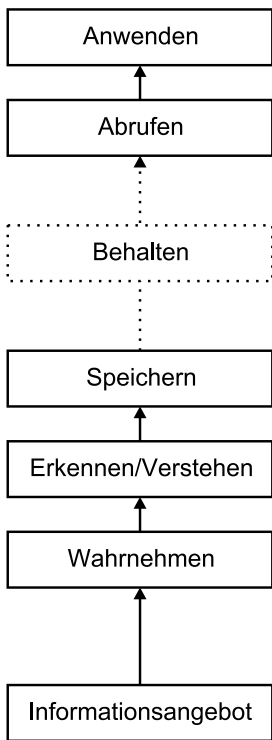 Anwenden
Abrufen
Behalten
Speichern
Erkennen/Verstehen
Wahrnehmen
Informationsangebot